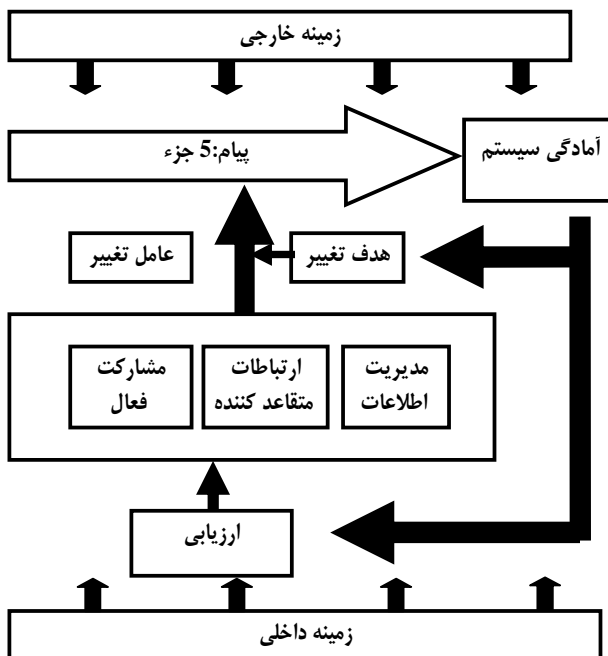 زمینه خارجی
پیام:5 جزء
آمادگی سیستم
هدف تغییر
عامل تغییر
مدیریت
اطلاعات
ارتباطات
متقاعد کننده
مشارکت
فعال
ارزیابی
زمینه داخلی